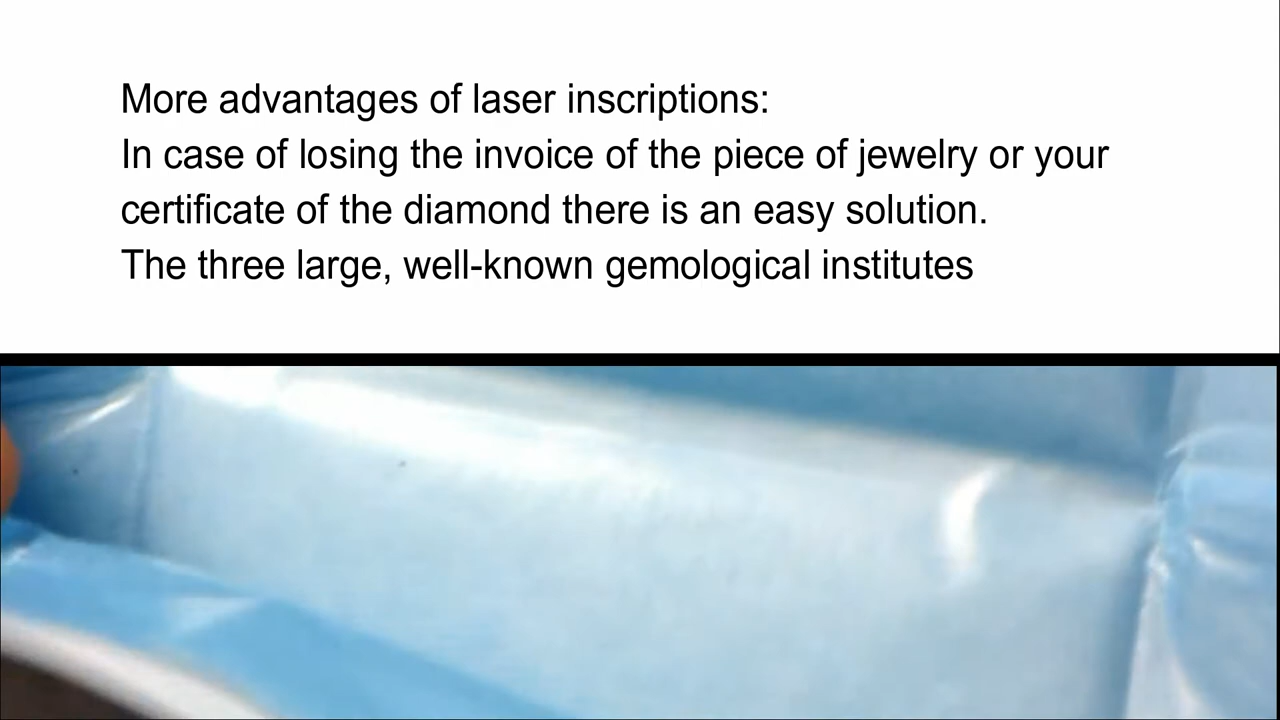 More advantages of laser inscriptions:
In case of losing the invoice of the piece of jewelry or your
certificate of the diamond there is an easy solution.
The three large, well-known gemological institutes